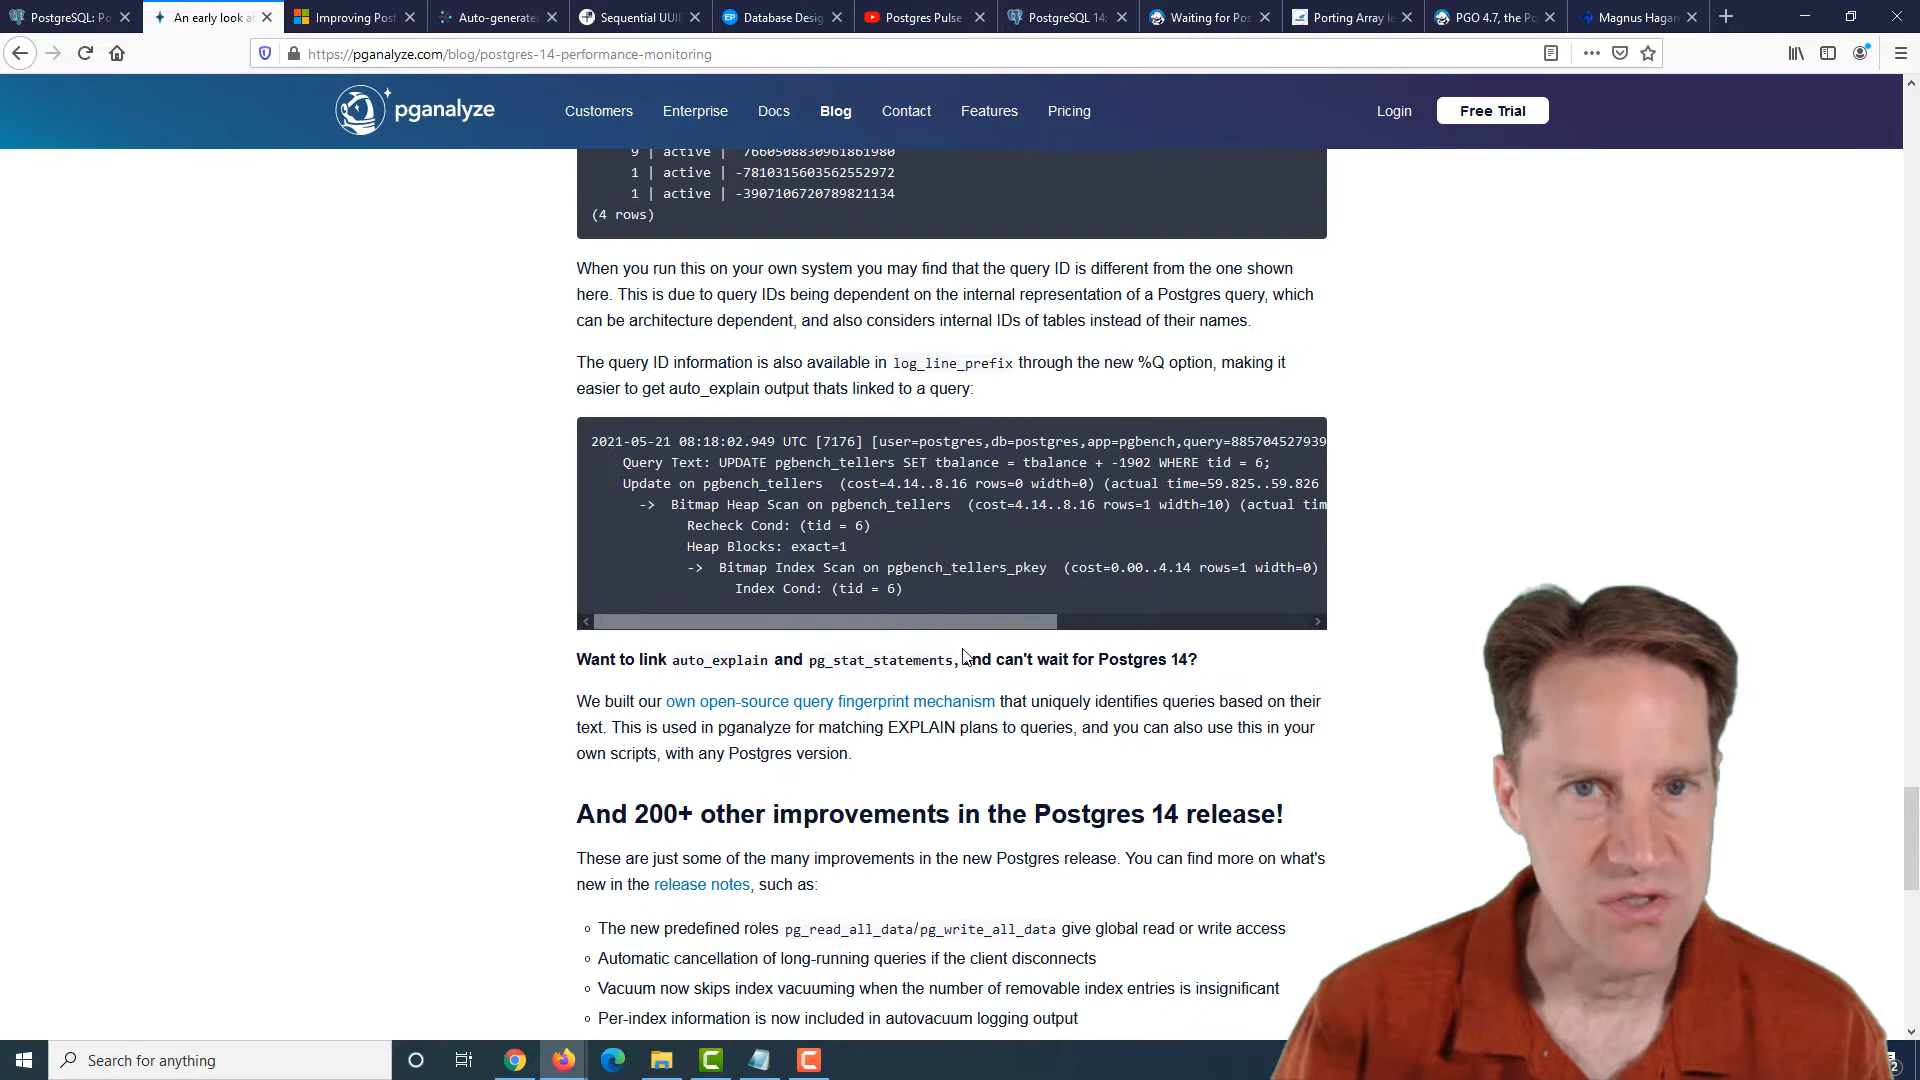 PostgreSQL: Po
An early look a
Improving Post
Auto-generate
Sequential UUI
Database Desig
Postgres Pulse
PostgreSQL 14:
Waiting for Pos
Porting Array le
PGO 4.7, the Po
Magnus Hagan
https://pganalyze.com/blog/postgres-14-performance-monitoring
pganalyze
Customers
Enterprise
Docs
Blog
Contact
Features
Pricing
Login
Free Trial
9 | active | 7660508830961861980
1 | active | -7810315603562552972
1 | active | -3907106720789821134
(4 rows)
When you run this on your own system you may find that the query ID is different from the one shown
here. This is due to query IDs being dependent on the internal representation of a Postgres query, which
can be architecture dependent, and also considers internal IDs of tables instead of their names.
The query ID information is also available in log_line_prefix through the new %Q option, making it
easier to get auto_explain output thats linked to a query:
2021-05-21 08:18:02.949 UTC [7176] [user=postgres,db=postgres,app=pgbench,query=885704527939
Query Text: UPDATE pgbench_tellers SET tbalance = tbalance + -1902 WHERE tid = 6;
Update on pgbench_tellers (cost=4.14..8.16 rows=0 width=0) (actual time=59.825..59.826
-> Bitmap Heap Scan on pgbench_tellers (cost=4.14..8.16 rows=1 width=10) (actual tim
Recheck Cond: (tid = 6)
Heap Blocks: exact=1
-> Bitmap Index Scan on pgbench_tellers_pkey (cost=0.00..4.14 rows=1 width=0)
Index Cond: (tid = 6)
Want to link auto_explain and pg_stat_statements, and can't wait for Postgres 14?
We built our own open-source query fingerprint mechanism that uniquely identifies queries based on their
text. This is used in pganalyze for matching EXPLAIN plans to queries, and you can also use this in your
own scripts, with any Postgres version.
And 200+ other improvements in the Postgres 14 release!
These are just some of the many improvements in the new Postgres release. You can find more on what's
new in the release notes, such as:
The new predefined roles pg_read_all_data/pg_write_all_data give global read or write access
Automatic cancellation of long-running queries if the client disconnects
Vacuum now skips index vacuuming when the number of removable index entries is insignificant
Per-index information is now included in autovacuum logging output
Search for anything